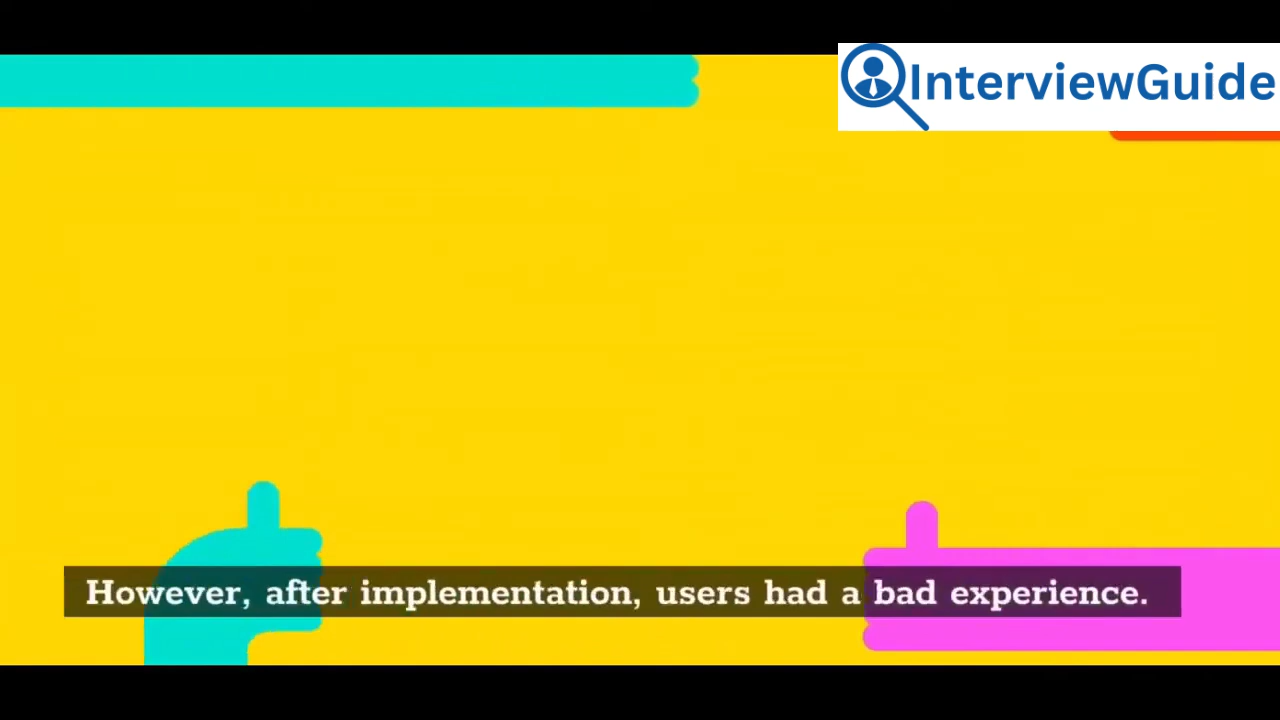 InterviewGuide
However, after implementation, users had a bad experience.